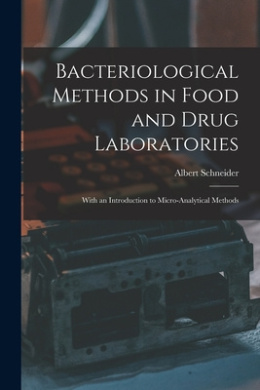 Bacteriological
Methods in Food
and Drug
Laboratories
Albert Schneider
With an Introduction to Micro-Analytical Methods